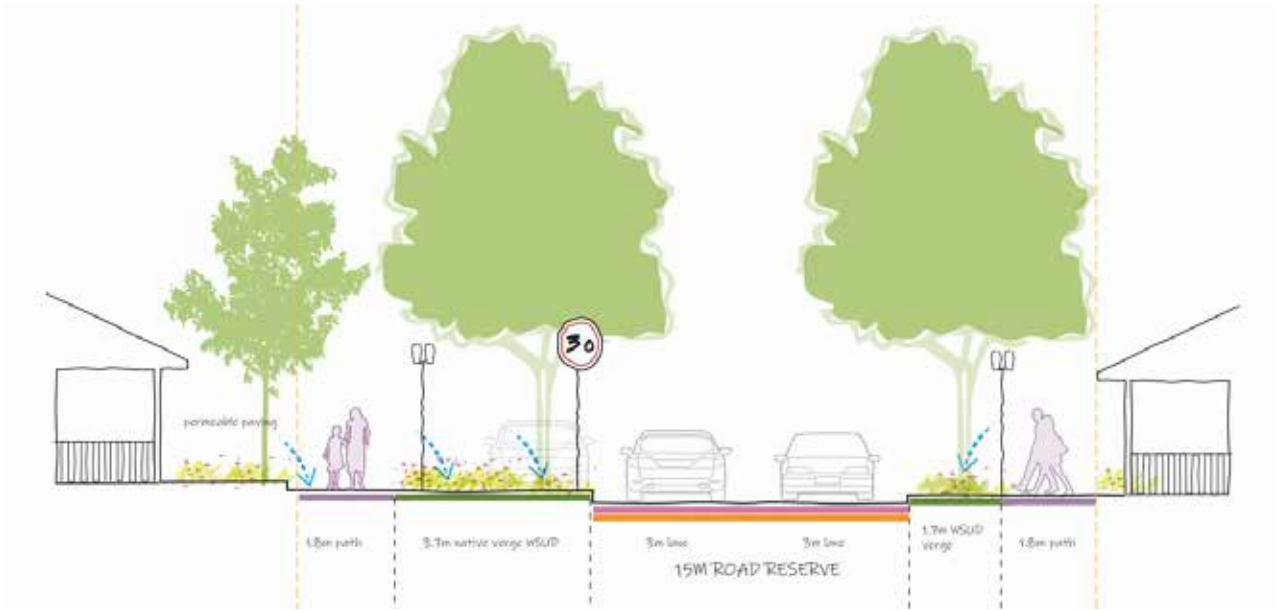 30
permeable paving
1.8m path
3.7m native verge WSUD
3m lane
3m lane
1.7m WSUD
verge
1.8m path
15M ROAD RESERVE